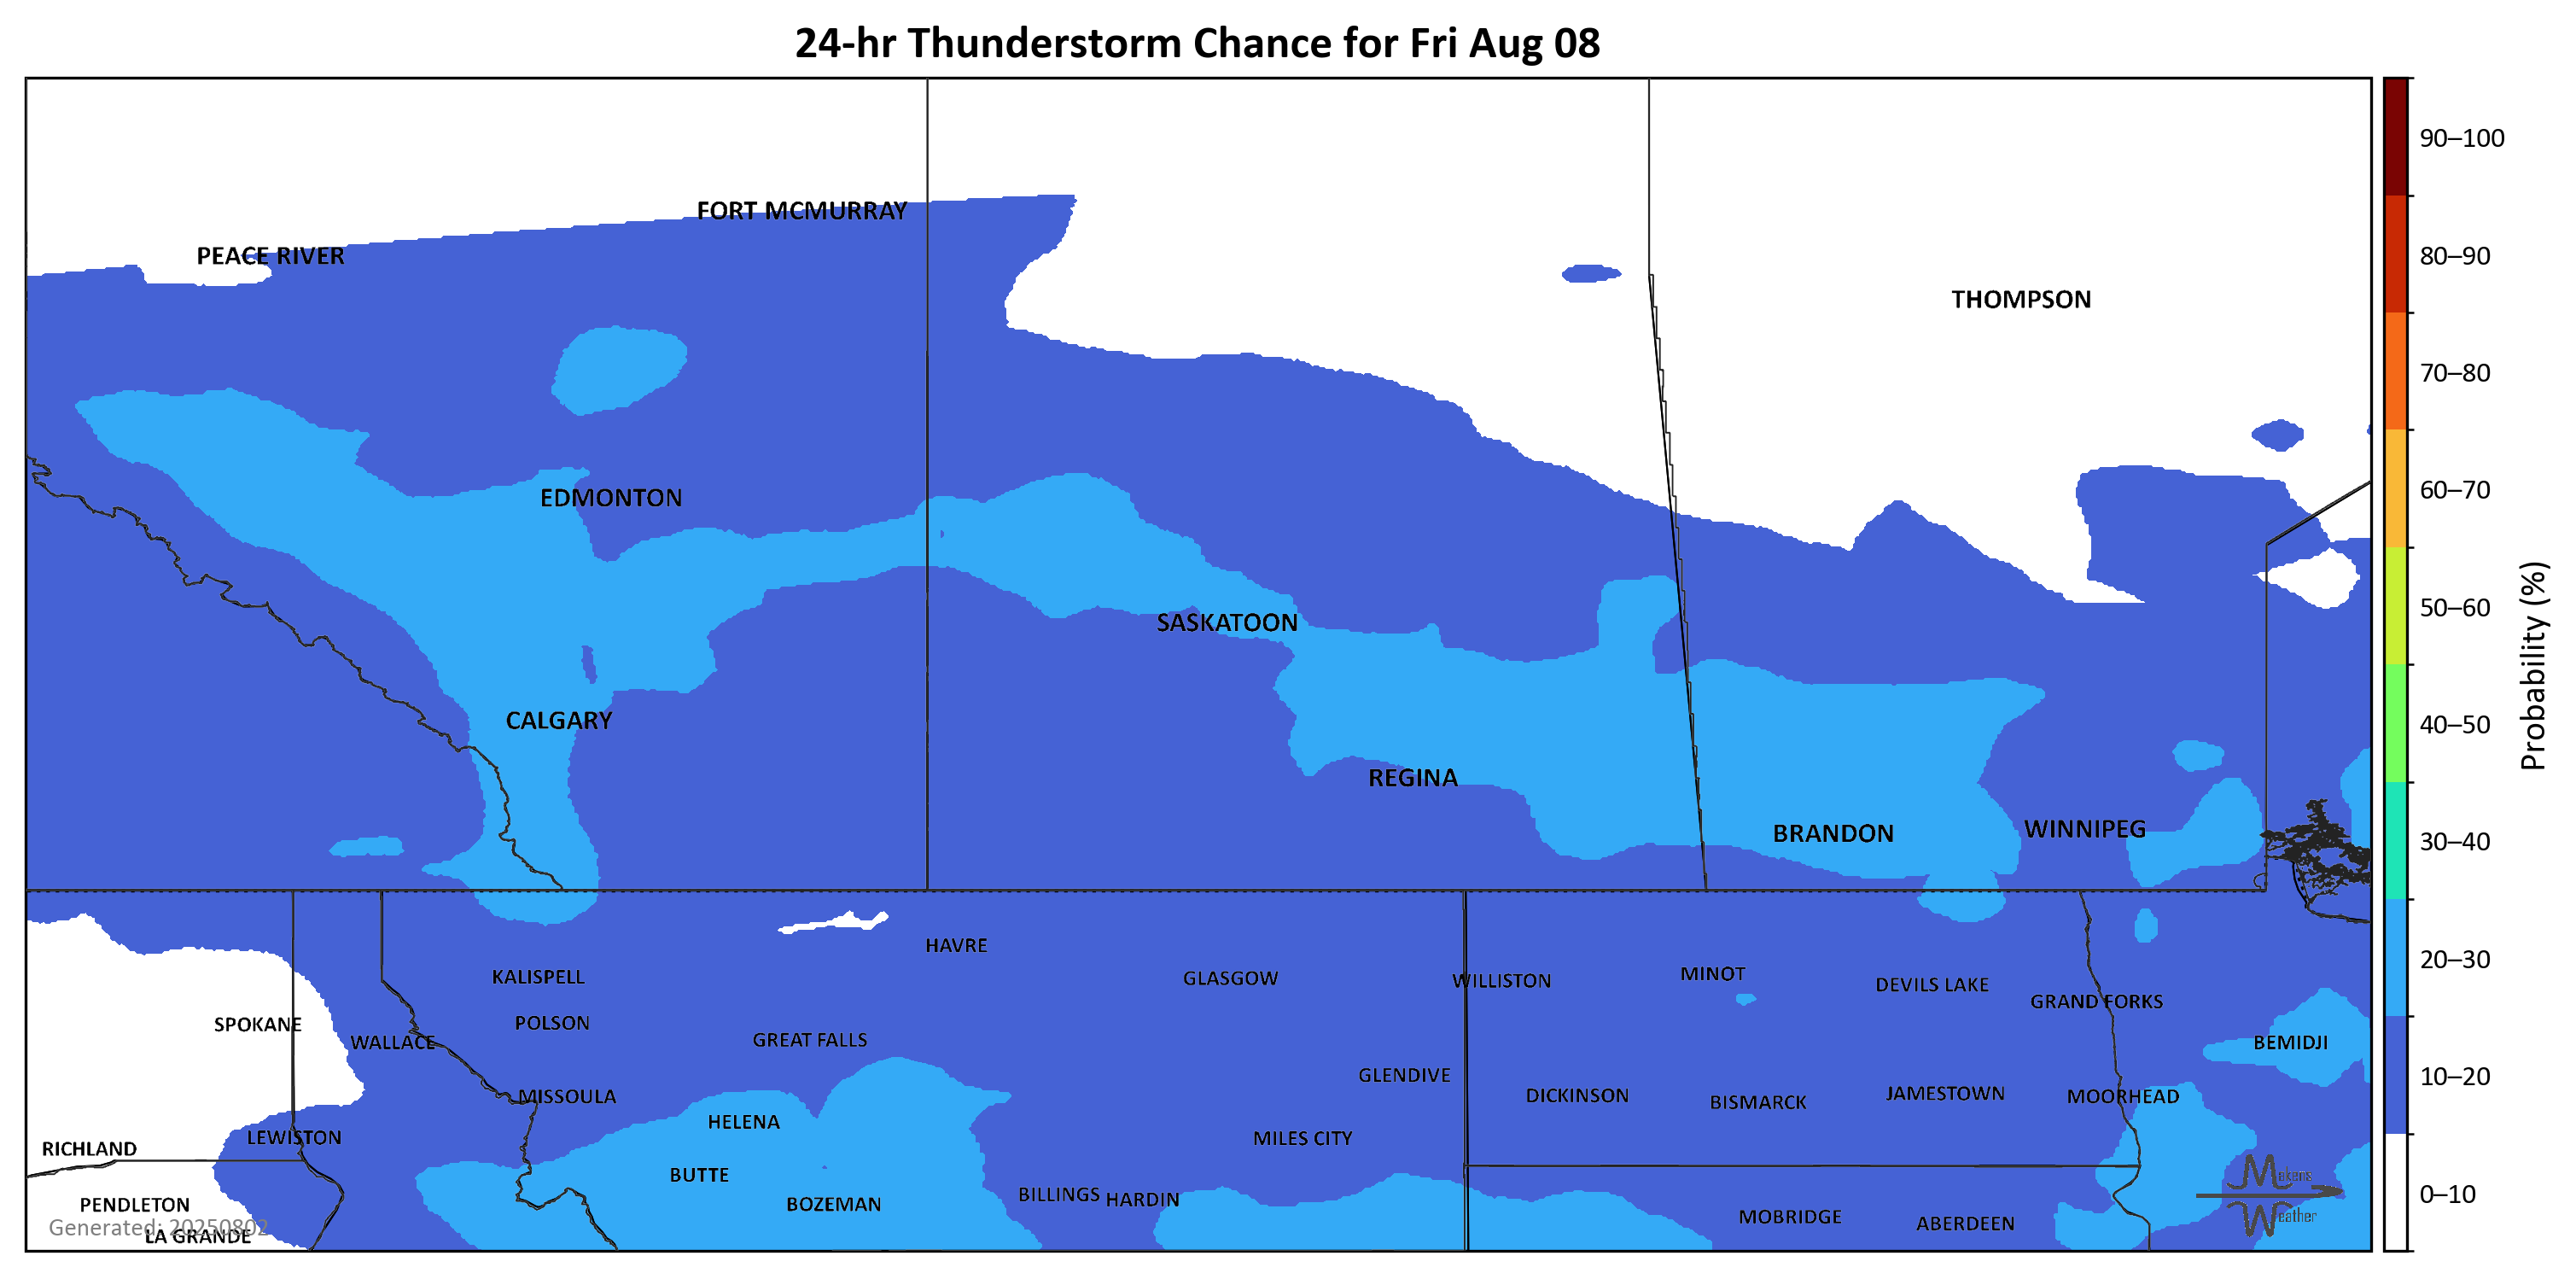 24-hr Thunderstorm Chance for Fri Aug 08
90–100
FORT MCMURRAY
PEACE RIVER
80–90
THOMPSON
70–80
EDMONTON
60–70
SASKATOON
50–60
Probability (%)
CALGARY
40–50
REGINA
BRANDON
WINNIPEG
30–40
HAVRE
20–30
KALISPELL
GLASGOW
WILLISTON
MINOT
DEVILS LAKE
GRAND FORKS
SPOKANE
POLSON
WALLACE
GREAT FALLS
BEMIDJI
GLENDIVE
10–20
MISSOULA
DICKINSON
BISMARCK
JAMESTOWN
MOORHEAD
HELENA
LEWISTON
MILES CITY
RICHLAND
BUTTE
Makens
BILLINGS
HARDIN
0–10
PENDLETON
BOZEMAN
MOBRIDGE
ABERDEEN
Weather
Generated: 20250802
LA GRANDE